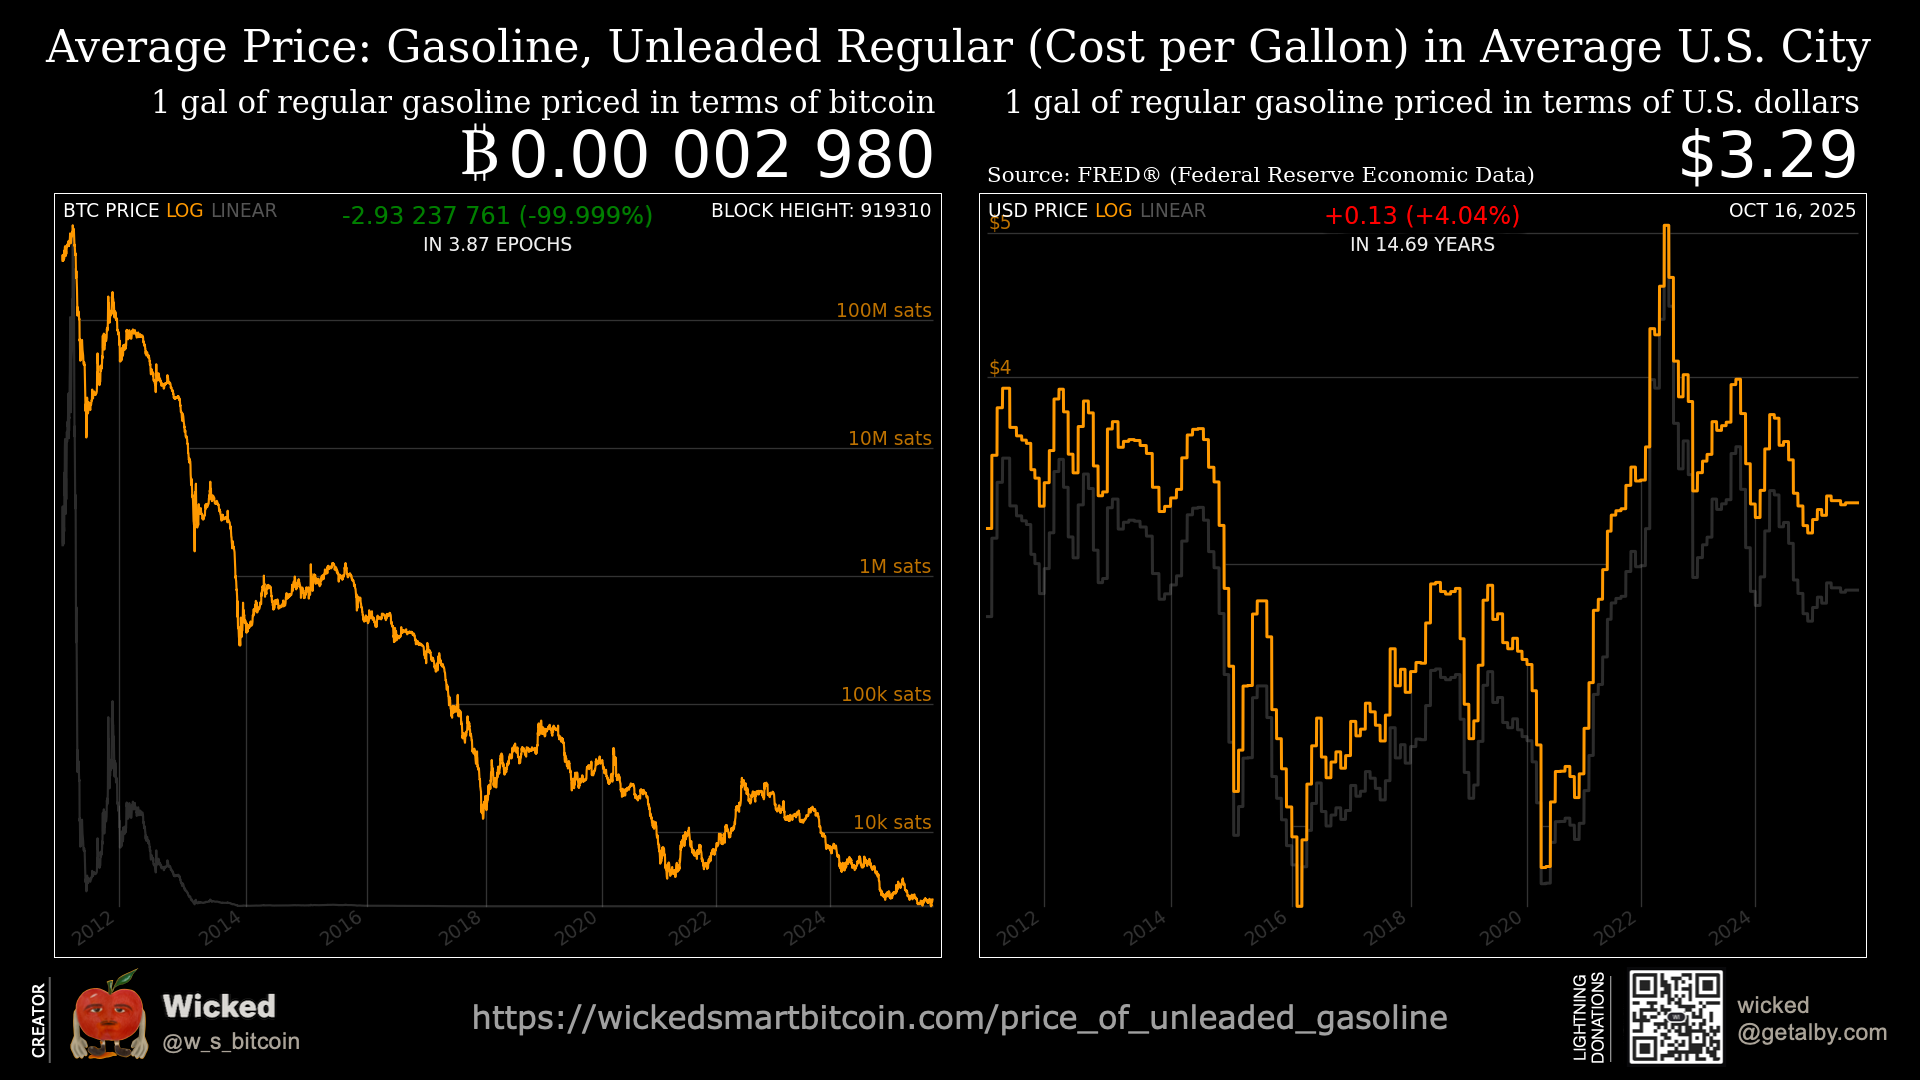 Average Price: Gasoline, Unleaded Regular (Cost per Gallon) in Average U.S. City
1 gal of regular gasoline priced in terms of bitcoin
₿0.00 002 980
BTC PRICE LOG LINEAR
-2.93 237 761 (-99.999%)
IN 3.87 EPOCHS
BLOCK HEIGHT: 919310
100M sats
10M sats
1M sats
100k sats
10k sats
2012 2014 2016 2018 2020 2022 2024
1 gal of regular gasoline priced in terms of U.S. dollars
Source: FRED® (Federal Reserve Economic Data)
$3.29
USD PRICE LOG LINEAR
+0.13 (+4.04%)
IN 14.69 YEARS
OCT 16, 2025
$5
$4
2012 2014 2016 2018 2020 2022 2024
CREATOR
Wicked
@w_s_bitcoin
https://wickedsmartbitcoin.com/price_of_unleaded_gasoline
LIGHTNING
DONATIONS
wicked
@getalby.com